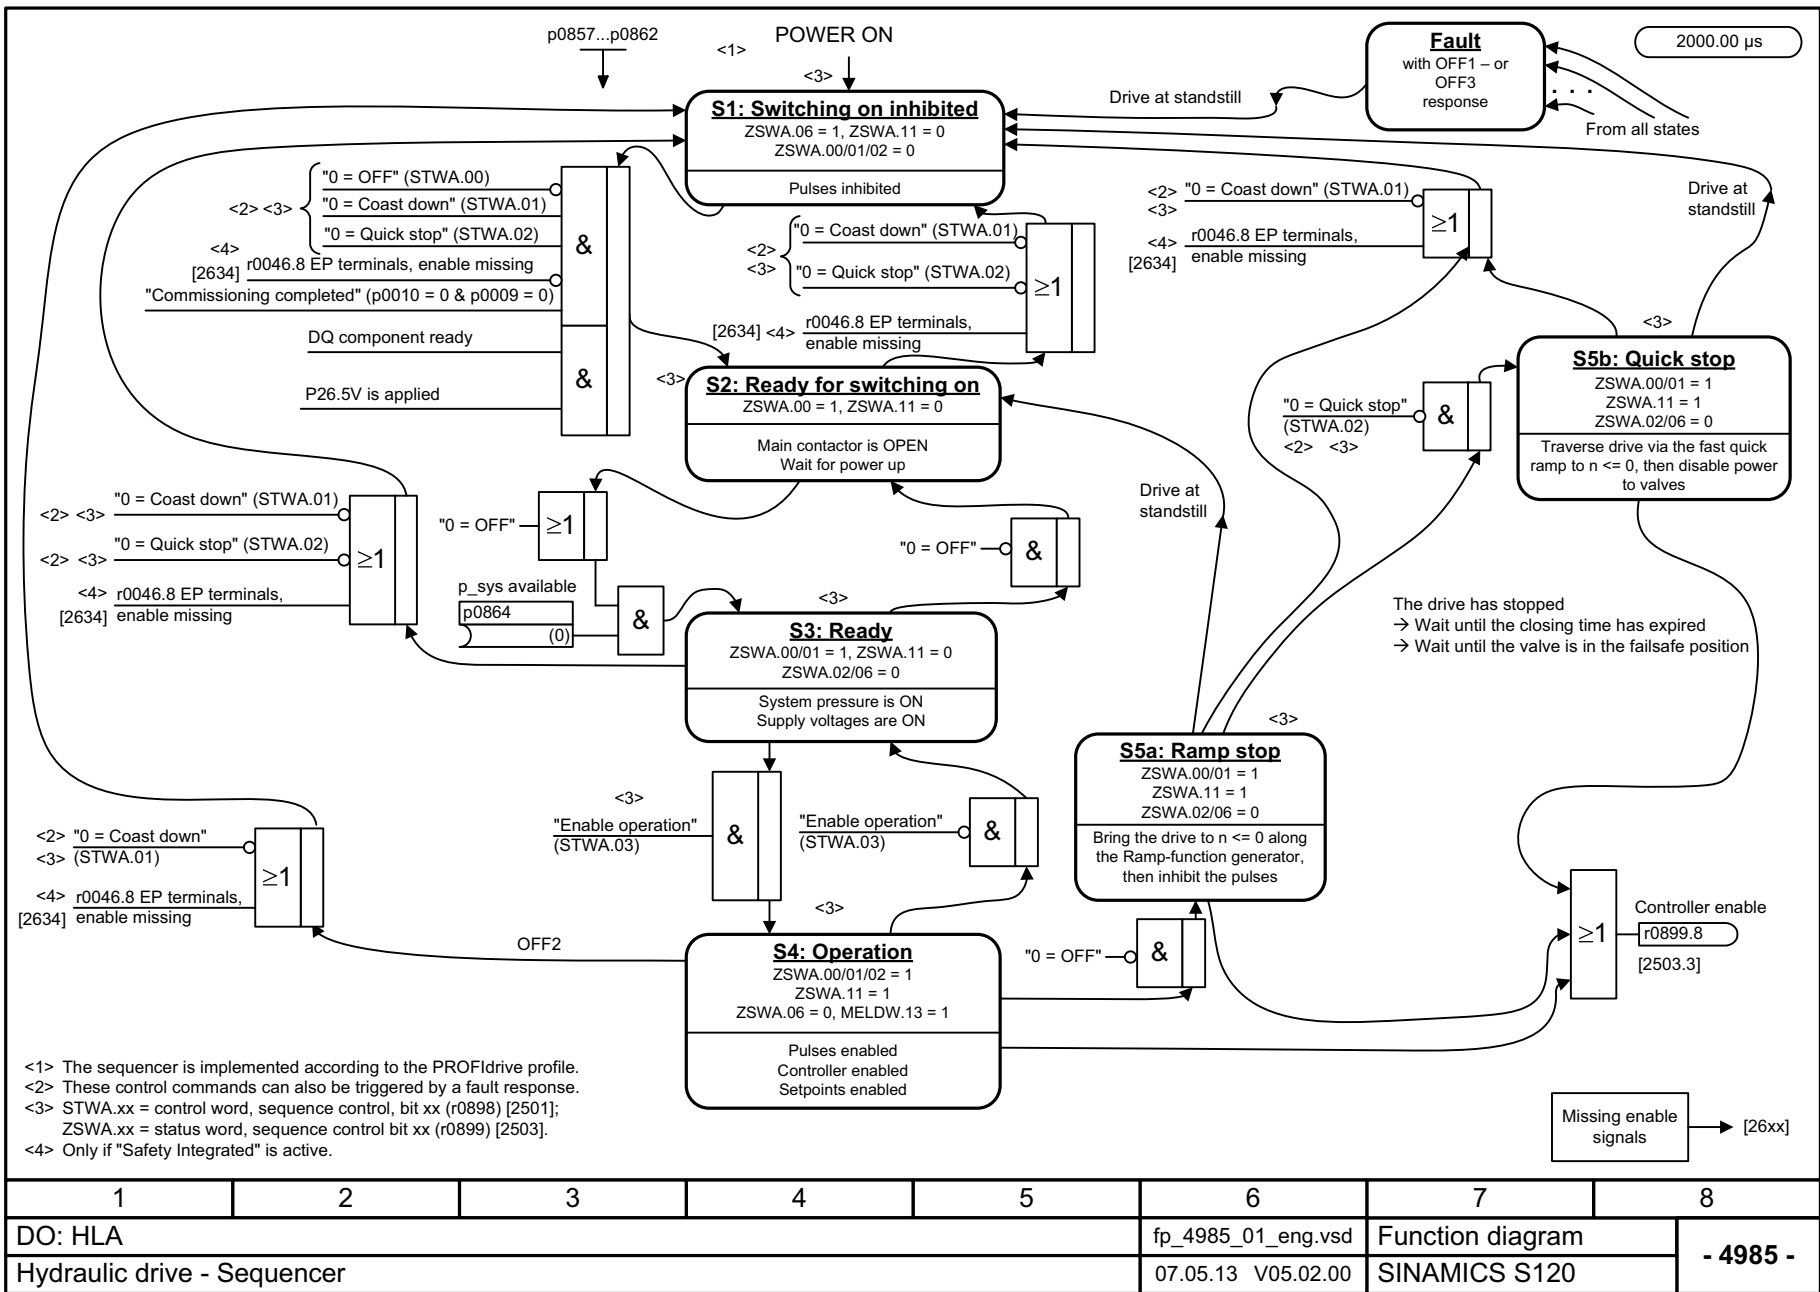 p0857...p0862
<1>
POWER ON
<3>
Fault
with OFF1 – or
OFF3
response
2000.00 µs
. . .
From all states
Drive at standstill
S1: Switching on inhibited
ZSWA.06 = 1, ZSWA.11 = 0
ZSWA.00/01/02 = 0
Pulses inhibited
<2> <3>
"0 = OFF" (STWA.00)
"0 = Coast down" (STWA.01)
"0 = Quick stop" (STWA.02)
<4>
[2634] r0046.8 EP terminals, enable missing
"Commissioning completed" (p0010 = 0 & p0009 = 0)
DQ component ready
P26.5V is applied
&
&
<2>
<3>
"0 = Coast down" (STWA.01)
"0 = Quick stop" (STWA.02)
[2634] <4> r0046.8 EP terminals,
enable missing
≥1
<2> "0 = Coast down" (STWA.01)
<3>
<4> r0046.8 EP terminals,
[2634] enable missing
≥1
Drive at
standstill
<3>
S2: Ready for switching on
ZSWA.00 = 1, ZSWA.11 = 0
Main contactor is OPEN
Wait for power up
<3>
S5b: Quick stop
ZSWA.00/01 = 1
ZSWA.11 = 1
ZSWA.02/06 = 0
Traverse drive via the fast quick
ramp to n <= 0, then disable power
to valves
"0 = Quick stop"
(STWA.02)
<2> <3>
&
<2> <3> "0 = Coast down" (STWA.01)
<2> <3> "0 = Quick stop" (STWA.02)
<4> r0046.8 EP terminals,
[2634] enable missing
≥1
"0 = OFF"
≥1
"0 = OFF"
&
Drive at
standstill
p_sys available
p0864
(0)
&
<3>
S3: Ready
ZSWA.00/01 = 1, ZSWA.11 = 0
ZSWA.02/06 = 0
System pressure is ON
Supply voltages are ON
The drive has stopped
→ Wait until the closing time has expired
→ Wait until the valve is in the failsafe position
<3>
S5a: Ramp stop
ZSWA.00/01 = 1
ZSWA.11 = 1
ZSWA.02/06 = 0
Bring the drive to n <= 0 along
the Ramp-function generator,
then inhibit the pulses
<3>
"Enable operation"
(STWA.03)
&
"Enable operation"
(STWA.03)
&
<2> "0 = Coast down"
<3> (STWA.01)
<4> r0046.8 EP terminals,
[2634] enable missing
≥1
OFF2
<3>
S4: Operation
ZSWA.00/01/02 = 1
ZSWA.11 = 1
ZSWA.06 = 0, MELDW.13 = 1
Pulses enabled
Controller enabled
Setpoints enabled
"0 = OFF"
&
≥1
Controller enable
r0899.8
[2503.3]
<1> The sequencer is implemented according to the PROFIdrive profile.
<2> These control commands can also be triggered by a fault response.
<3> STWA.xx = control word, sequence control, bit xx (r0898) [2501];
ZSWA.xx = status word, sequence control bit xx (r0899) [2503].
<4> Only if "Safety Integrated" is active.
Missing enable
signals
[26xx]
1 2 3 4 5 6 7 8
DO: HLA
fp_4985_01_eng.vsd
Function diagram
- 4985 -
Hydraulic drive - Sequencer
07.05.13 V05.02.00
SINAMICS S120